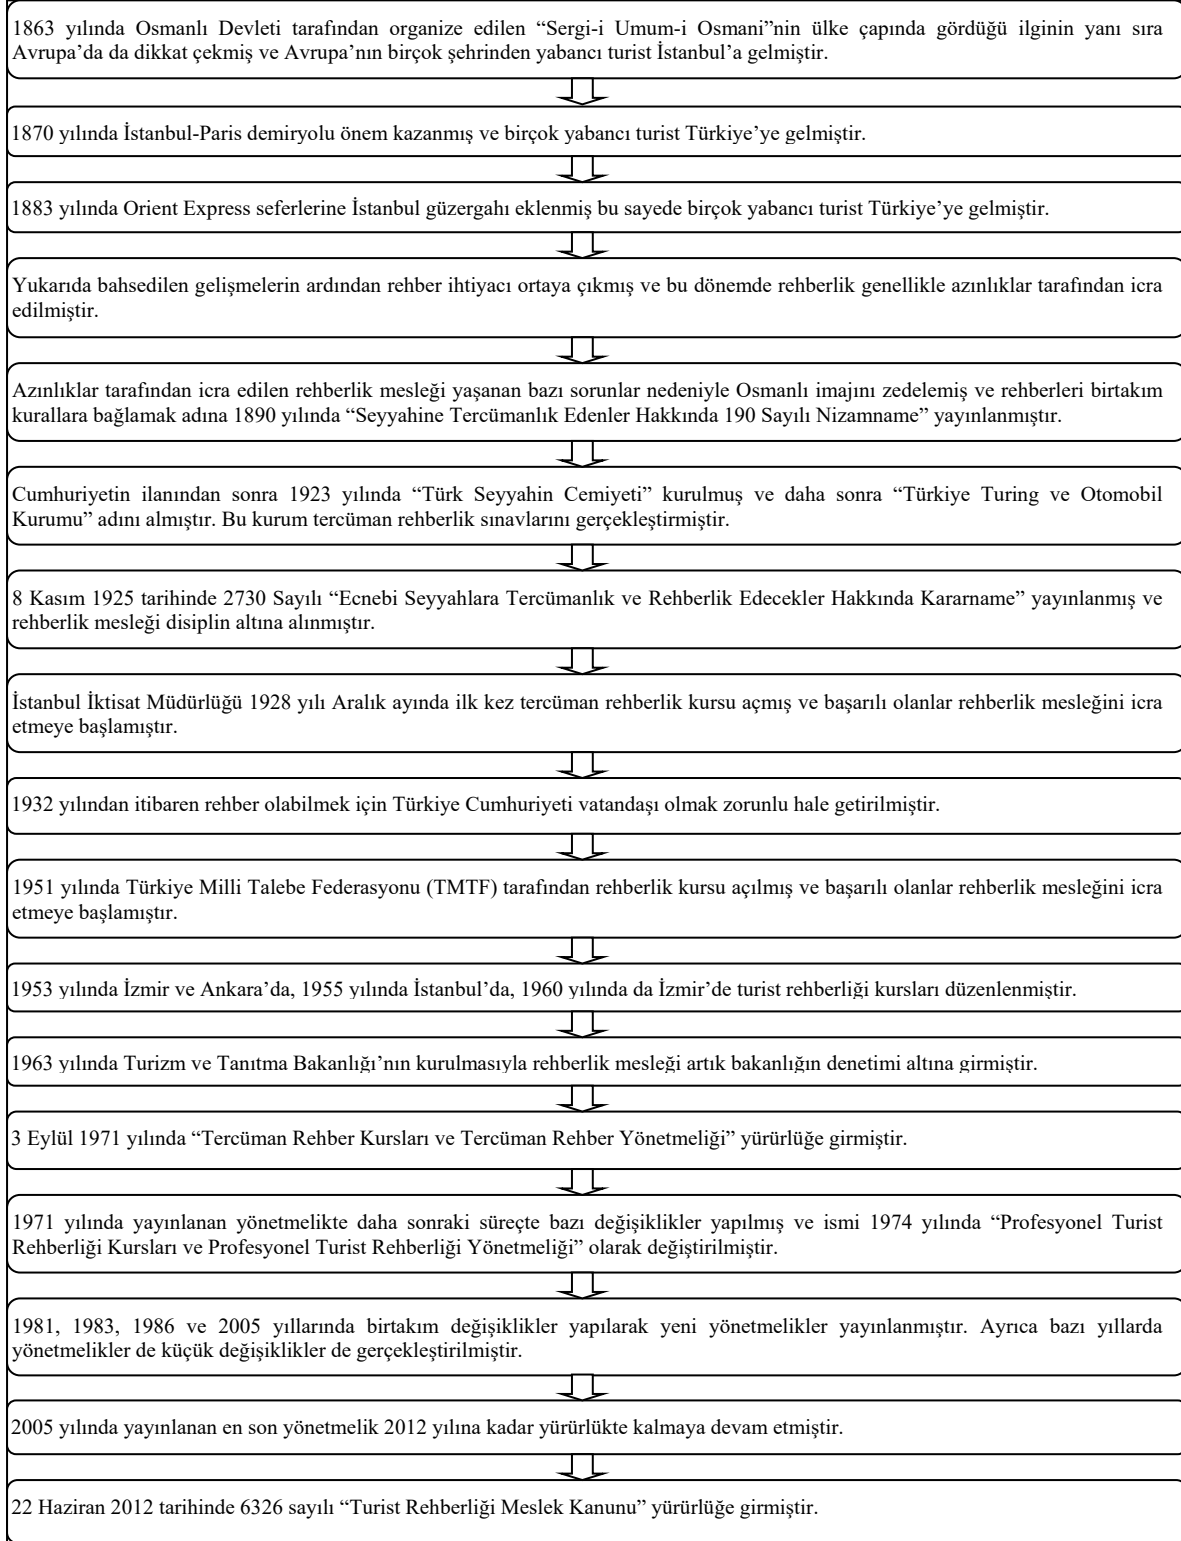 1863 yılında Osmanlı Devleti tarafından organize edilen “Sergi-i Umum-i Osmani”nin ülke çapında gördüğü ilginin yanı sıra
Avrupa’da da dikkat çekmiş ve Avrupa’nın birçok şehrinden yabancı turist İstanbul’a gelmiştir.
1870 yılında İstanbul-Paris demiryolu önem kazanmış ve birçok yabancı turist Türkiye’ye gelmiştir.
1883 yılında Orient Express seferlerine İstanbul güzergahı eklenmiş bu sayede birçok yabancı turist Türkiye’ye gelmiştir.
Yukarıda bahsedilen gelişmelerin ardından rehber ihtiyacı ortaya çıkmış ve bu dönemde rehberlik genellikle azınlıklar tarafından icra
edilmiştir.
Azınlıklar tarafından icra edilen rehberlik mesleği yaşanan bazı sorunlar nedeniyle Osmanlı imajını zedelemiş ve rehberleri birtakım
kurallara bağlamak adına 1890 yılında “Seyyahine Tercümanlık Edenler Hakkında 190 Sayılı Nizamname” yayınlanmıştır.
Cumhuriyetin ilanından sonra 1923 yılında “Türk Seyyahin Cemiyeti” kurulmuş ve daha sonra “Türkiye Turing ve Otomobil
Kurumu” adını almıştır. Bu kurum tercüman rehberlik sınavlarını gerçekleştirmiştir.
8 Kasım 1925 tarihinde 2730 Sayılı “Ecnebi Seyyahlara Tercümanlık ve Rehberlik Edecekler Hakkında Kararname” yayınlanmış ve
rehberlik mesleği disiplin altına alınmıştır.
İstanbul İktisat Müdürlüğü 1928 yılı Aralık ayında ilk kez tercüman rehberlik kursu açmış ve başarılı olanlar rehberlik mesleğini icra
etmeye başlamıştır.
1932 yılından itibaren rehber olabilmek için Türkiye Cumhuriyeti vatandaşı olmak zorunlu hale getirilmiştir.
1951 yılında Türkiye Milli Talebe Federasyonu (TMTF) tarafından rehberlik kursu açılmış ve başarılı olanlar rehberlik mesleğini icra
etmeye başlamıştır.
1953 yılında İzmir ve Ankara’da, 1955 yılında İstanbul’da, 1960 yılında da İzmir’de turist rehberliği kursları düzenlenmiştir.
1963 yılında Turizm ve Tanıtma Bakanlığı’nın kurulmasıyla rehberlik mesleği artık bakanlığın denetimi altına girmiştir.
3 Eylül 1971 yılında “Tercüman Rehber Kursları ve Tercüman Rehber Yönetmeliği” yürürlüğe girmiştir.
1971 yılında yayınlanan yönetmelikte daha sonraki süreçte bazı değişiklikler yapılmış ve ismi 1974 yılında “Profesyonel Turist
Rehberliği Kursları ve Profesyonel Turist Rehberliği Yönetmeliği” olarak değiştirilmiştir.
1981, 1983, 1986 ve 2005 yıllarında birtakım değişiklikler yapılarak yeni yönetmelikler yayınlanmıştır. Ayrıca bazı yıllarda
yönetmelikler de küçük değişiklikler de gerçekleştirilmiştir.
2005 yılında yayınlanan en son yönetmelik 2012 yılına kadar yürürlükte kalmaya devam etmiştir.
22 Haziran 2012 tarihinde 6326 sayılı “Turist Rehberliği Meslek Kanunu” yürürlüğe girmiştir.